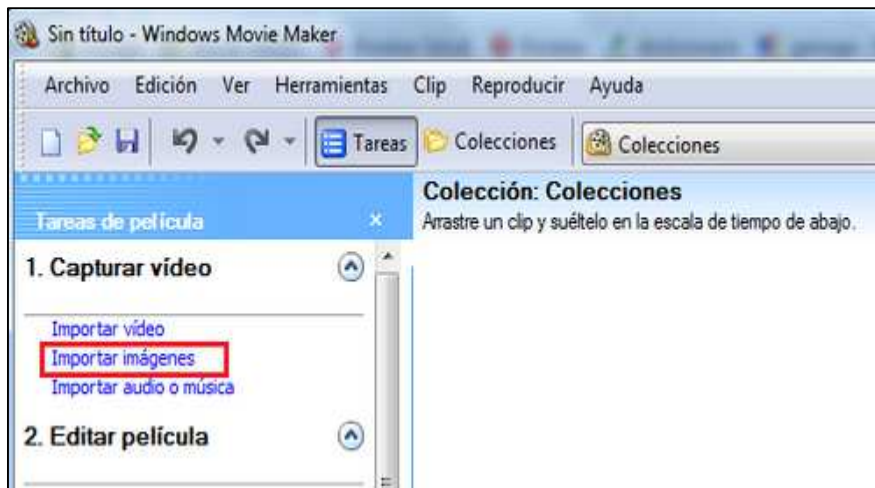 Sin título - Windows Movie Maker
Archivo Edición Ver Herramientas Clip Reproducir Ayuda
Tareas Colecciones Colecciones
Tareas de película
Colección: Colecciones
Arrastre un clip y suéltelo en la escala de tiempo de abajo.
1. Capturar vídeo
Importar vídeo
Importar imágenes
Importar audio o música
2. Editar película